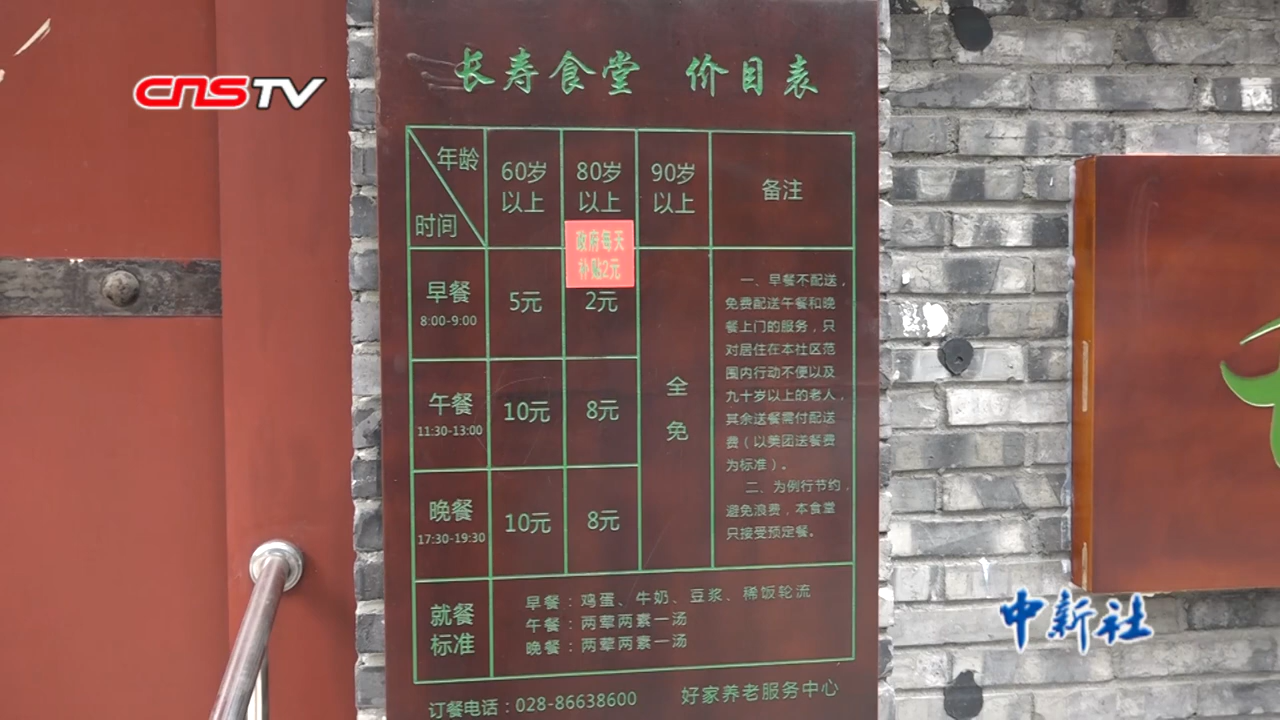 CNSTV
长寿食堂 价目表
年龄
时间
60岁
以上
80岁
以上
90岁
以上
备注
政府每天
补贴2元
早餐
8:00-9:00
5元
2元
午餐
11:30-13:00
10元
8元
晚餐
17:30-19:30
10元
8元
全
免
一、早餐不配送，
免费配送午餐和晚
餐上门的服务，只
对居住在本社区范
围内行动不便以及
九十岁以上的老人，
其余送餐需付配送
费（以美团送餐费
为标准）。
二、为例行节约，
避免浪费，本食堂
只接受预定餐。
就餐
标准
早餐：鸡蛋、牛奶、豆浆、稀饭轮流
午餐：两荤两素一汤
晚餐：两荤两素一汤
订餐电话：028-86638600 好家养老服务中心
中新社